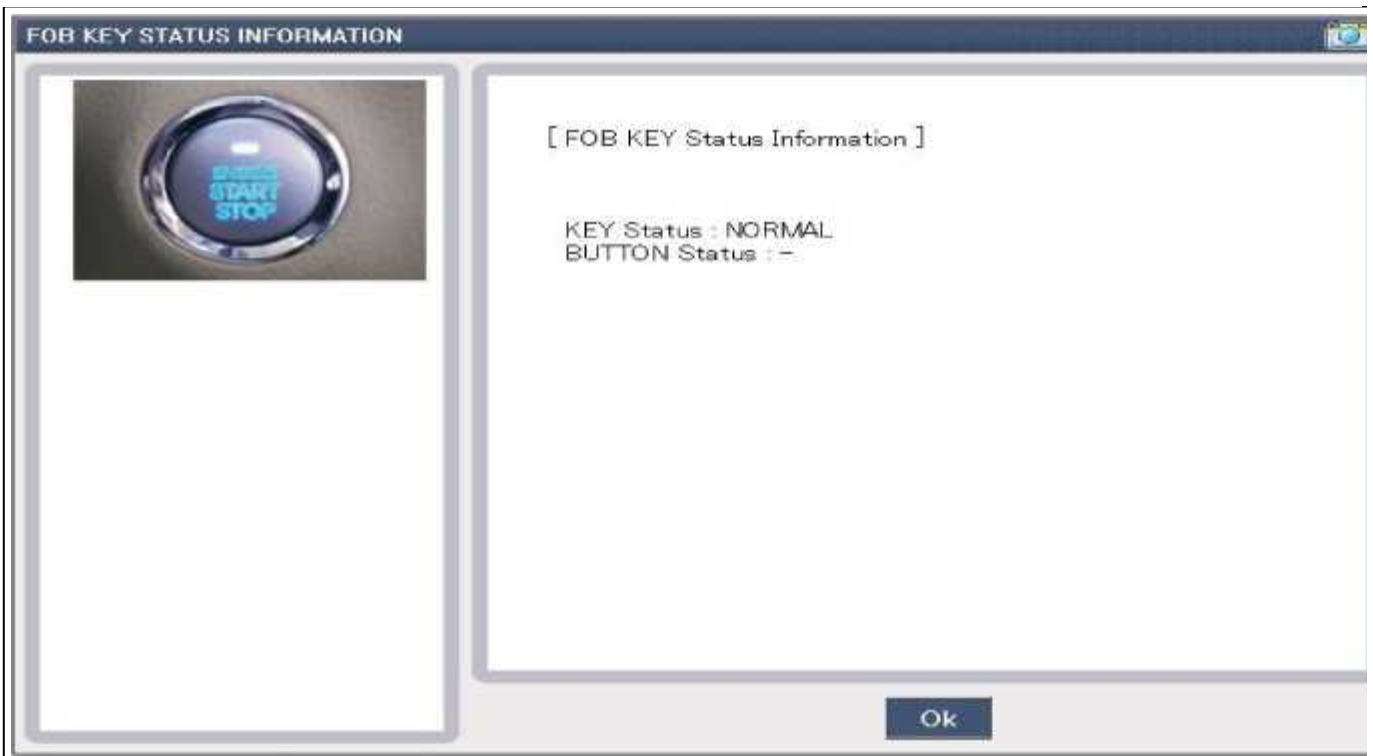 FOB KEY STATUS INFORMATION
START
STOP
[ FOB KEY Status Information ]
KEY Status : NORMAL
BUTTON Status : -
Ok